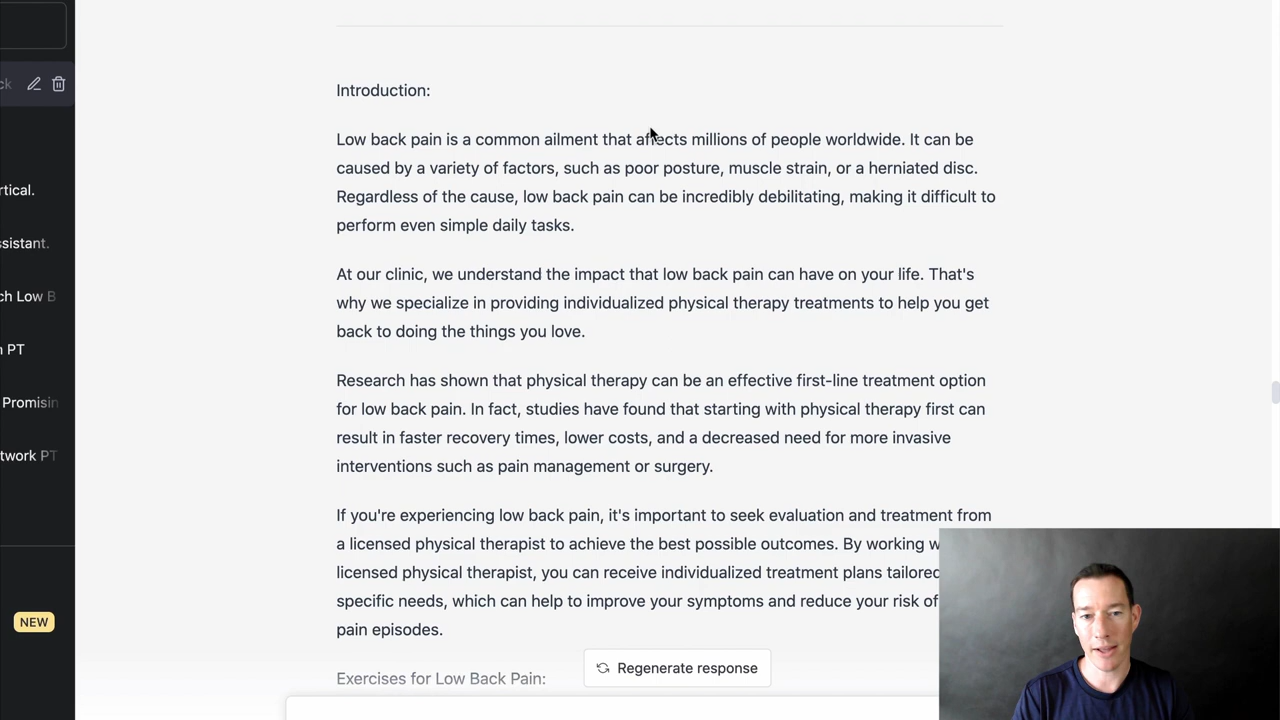 ck
rtical.
ssistant.
ch Low B
n PT
Promisin
twork PT
NEW
Introduction:
Low back pain is a common ailment that affects millions of people worldwide. It can be
caused by a variety of factors, such as poor posture, muscle strain, or a herniated disc.
Regardless of the cause, low back pain can be incredibly debilitating, making it difficult to
perform even simple daily tasks.
At our clinic, we understand the impact that low back pain can have on your life. That's
why we specialize in providing individualized physical therapy treatments to help you get
back to doing the things you love.
Research has shown that physical therapy can be an effective first-line treatment option
for low back pain. In fact, studies have found that starting with physical therapy first can
result in faster recovery times, lower costs, and a decreased need for more invasive
interventions such as pain management or surgery.
If you're experiencing low back pain, it's important to seek evaluation and treatment from
a licensed physical therapist to achieve the best possible outcomes. By working w
licensed physical therapist, you can receive individualized treatment plans tailored
specific needs, which can help to improve your symptoms and reduce your risk of
pain episodes.
Exercises for Low Back Pain:
Regenerate response